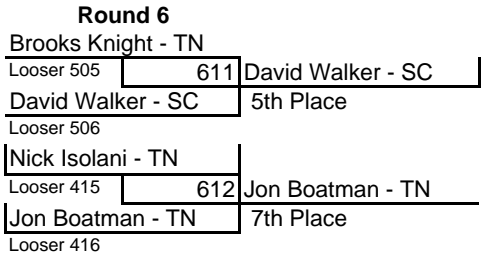 Round 6
Brooks Knight - TN
Looser 505
611 David Walker - SC
David Walker - SC
5th Place
Looser 506
Nick Isolani - TN
Looser 415
612 Jon Boatman - TN
Jon Boatman - TN
7th Place
Looser 416